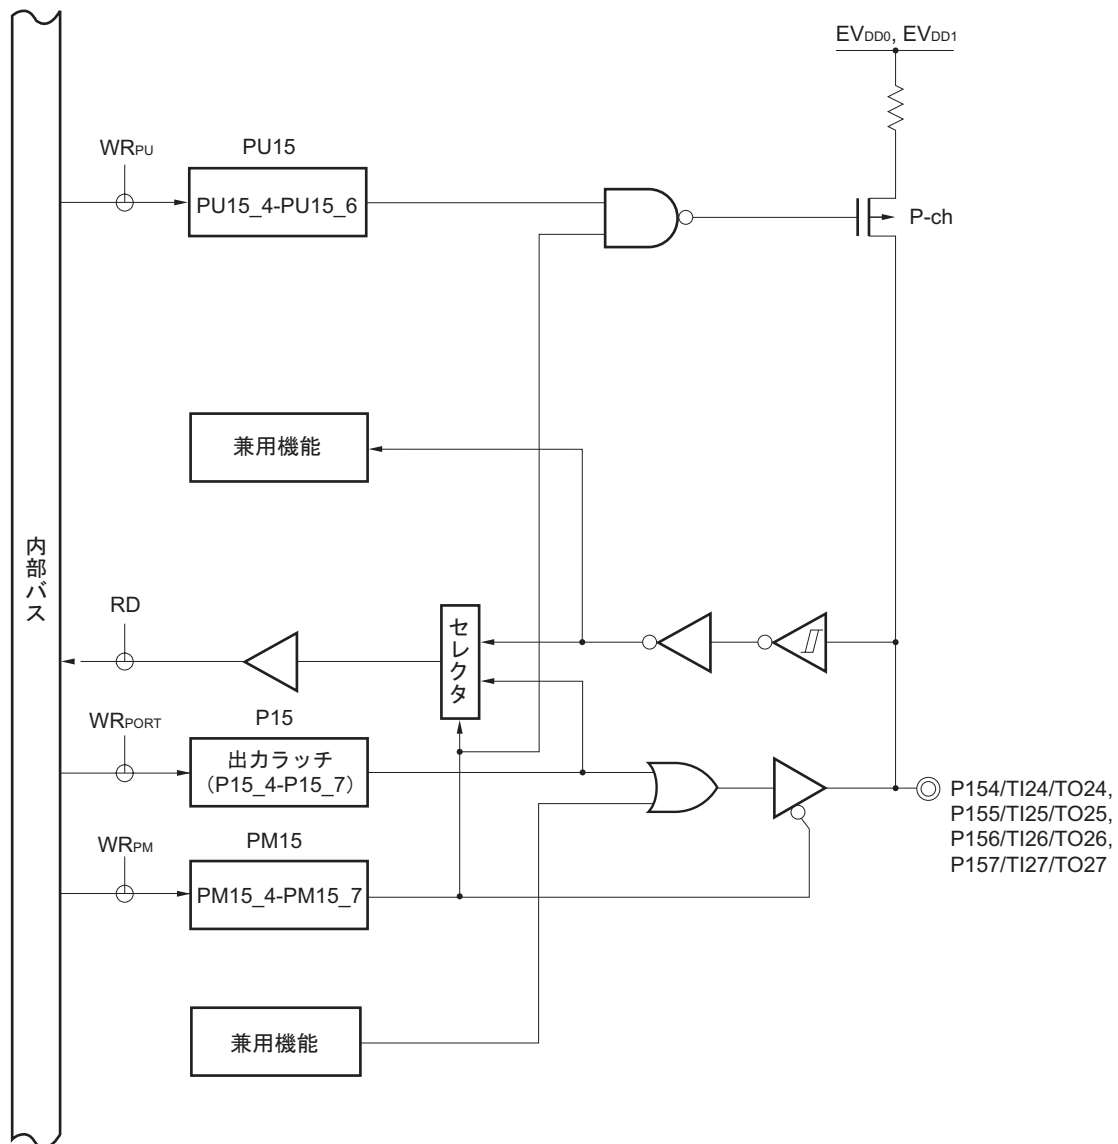 EVDD0, EVDD1
WRPU
PU15
PU15_4-PU15_6
P-ch
兼用機能
内部バス
RD
セレクタ
WRPORT
P15
出力ラッチ
(P15_4-P15_7)
P154/TI24/TO24,
P155/TI25/TO25,
P156/TI26/TO26,
P157/TI27/TO27
WRPM
PM15
PM15_4-PM15_7
兼用機能